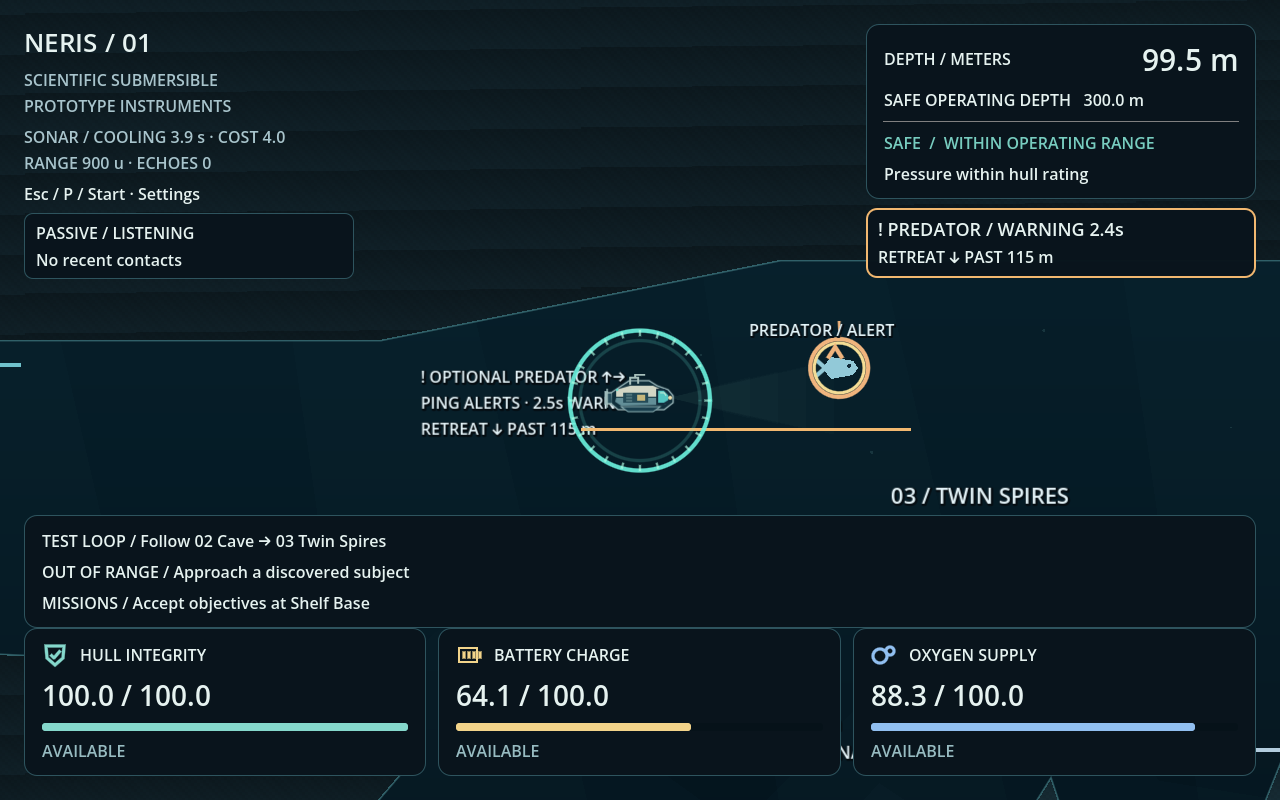 NERIS / 01
SCIENTIFIC SUBMERSIBLE
PROTOTYPE INSTRUMENTS
SONAR / COOLING 3.9 s · COST 4.0
RANGE 900 u · ECHOES 0
Esc / P / Start · Settings
PASSIVE / LISTENING
No recent contacts
DEPTH / METERS 99.5 m
SAFE OPERATING DEPTH 300.0 m
SAFE / WITHIN OPERATING RANGE
Pressure within hull rating
! PREDATOR / WARNING 2.4s
RETREAT ↓ PAST 115 m
PREDATOR / ALERT
! OPTIONAL PREDATOR ↑→
PING ALERTS · 2.5s WARN
RETREAT ↓ PAST 115 m
03 / TWIN SPIRES
TEST LOOP / Follow 02 Cave → 03 Twin Spires
OUT OF RANGE / Approach a discovered subject
MISSIONS / Accept objectives at Shelf Base
HULL INTEGRITY
100.0 / 100.0
AVAILABLE
BATTERY CHARGE
64.1 / 100.0
AVAILABLE
OXYGEN SUPPLY
88.3 / 100.0
AVAILABLE